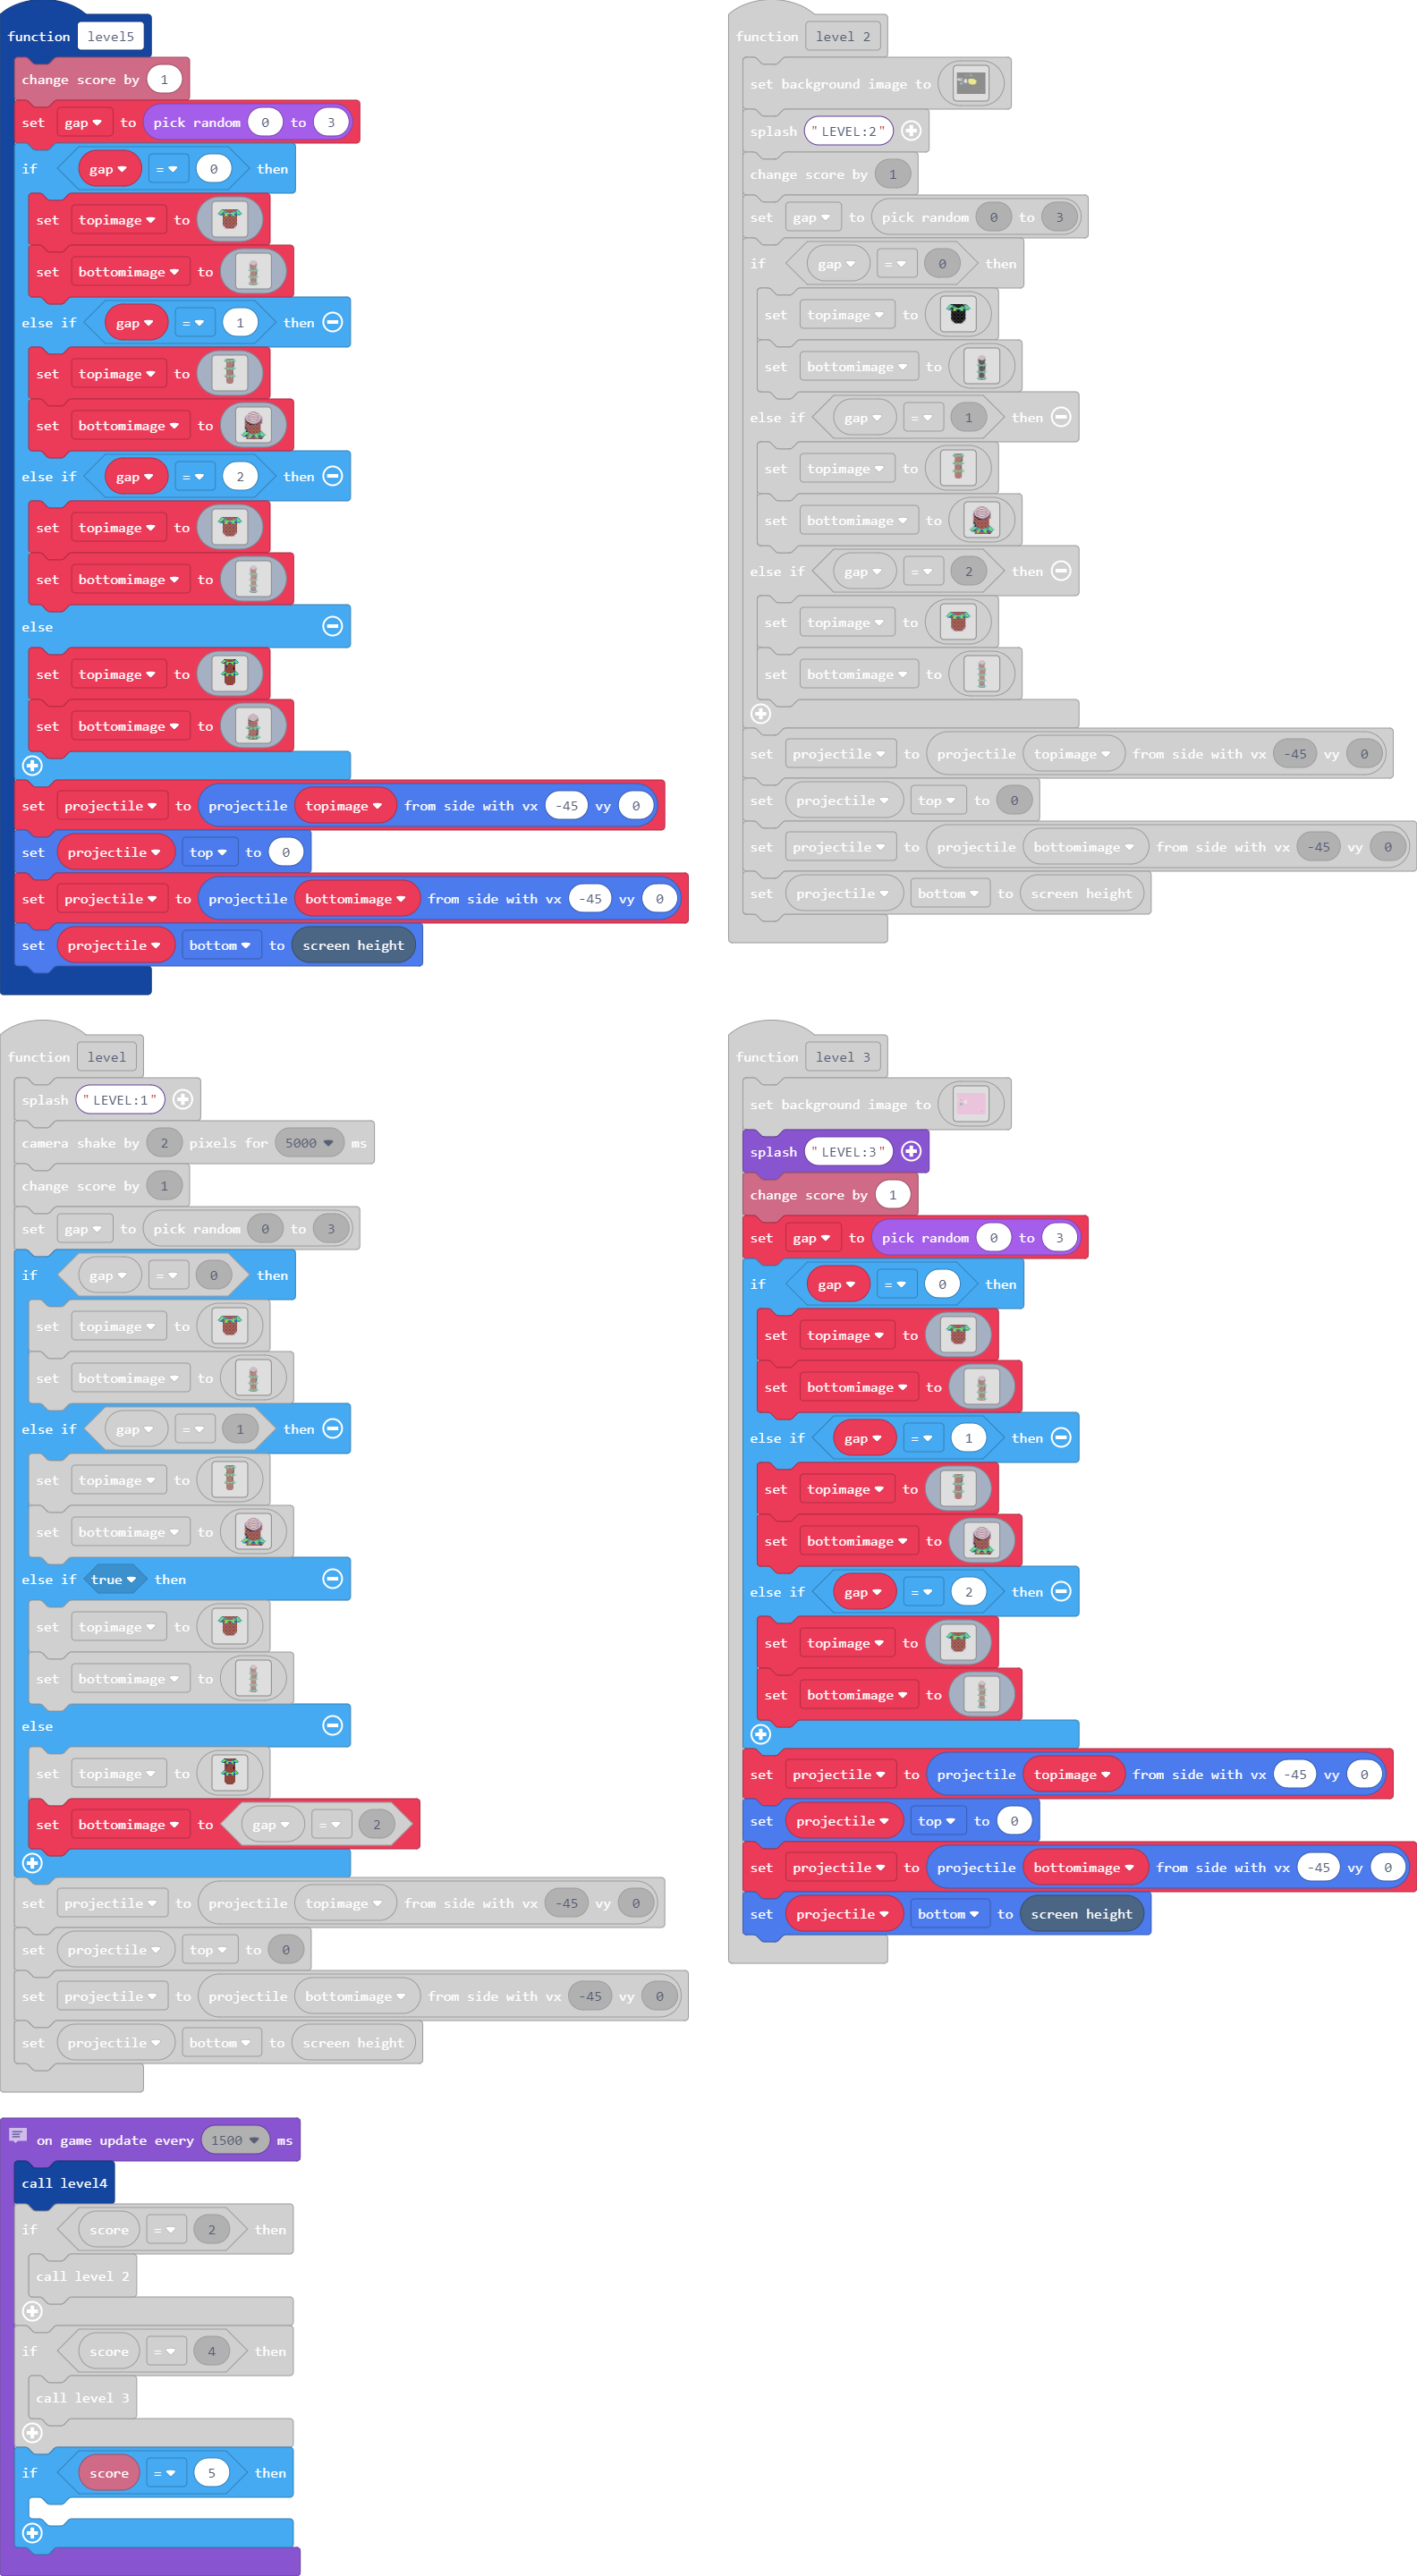 function level5
change score by 1
set gap to pick random 0 to 3
if gap = 0 then
set topimage to
set bottomimage to
else if gap = 1 then
set topimage to
set bottomimage to
else if gap = 2 then
set topimage to
set bottomimage to
else
set topimage to
set bottomimage to
set projectile to projectile topimage from side with vx -45 vy 0
set projectile top to 0
set projectile to projectile bottomimage from side with vx -45 vy 0
set projectile bottom to screen height
function level 2
set background image to
splash "LEVEL:2"
change score by 1
set gap to pick random 0 to 3
if gap = 0 then
set topimage to
set bottomimage to
else if gap = 1 then
set topimage to
set bottomimage to
else if gap = 2 then
set topimage to
set bottomimage to
set projectile to projectile topimage from side with vx -45 vy 0
set projectile top to 0
set projectile to projectile bottomimage from side with vx -45 vy 0
set projectile bottom to screen height
function level
splash "LEVEL:1"
camera shake by 2 pixels for 5000 ms
change score by 1
set gap to pick random 0 to 3
if gap = 0 then
set topimage to
set bottomimage to
else if gap = 1 then
set topimage to
set bottomimage to
else if true then
set topimage to
set bottomimage to
else
set topimage to
set bottomimage to gap = 2
set projectile to projectile topimage from side with vx -45 vy 0
set projectile top to 0
set projectile to projectile bottomimage from side with vx -45 vy 0
set projectile bottom to screen height
function level 3
set background image to
splash "LEVEL:3"
change score by 1
set gap to pick random 0 to 3
if gap = 0 then
set topimage to
set bottomimage to
else if gap = 1 then
set topimage to
set bottomimage to
else if gap = 2 then
set topimage to
set bottomimage to
set projectile to projectile topimage from side with vx -45 vy 0
set projectile top to 0
set projectile to projectile bottomimage from side with vx -45 vy 0
set projectile bottom to screen height
on game update every 1500 ms
call level4
if score = 2 then
call level 2
if score = 4 then
call level 3
if score = 5 then